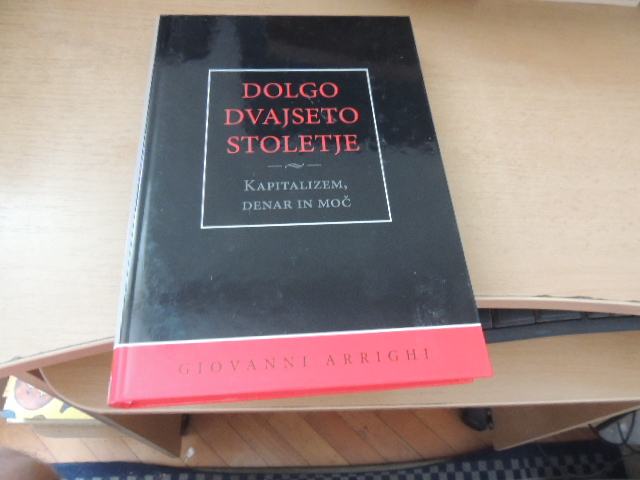 DOLGO
DVAJSETO
STOLETJE
KAPITALIZEM,
DENAR IN MOČ
GIOVANNI ARRIGHI